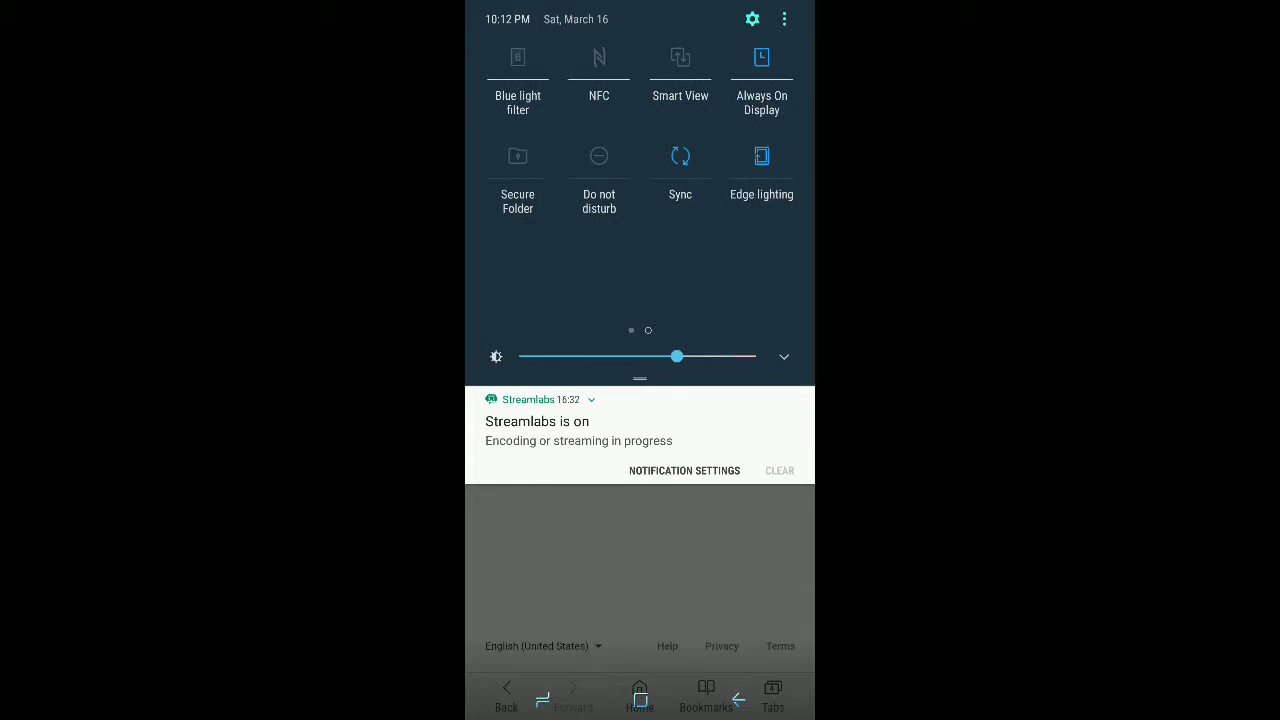 10:12 PM Sat, March 16
Blue light filter NFC Smart View Always On Display
Secure Folder Do not disturb Sync Edge lighting
Streamlabs 16:32
Streamlabs is on
Encoding or streaming in progress
NOTIFICATION SETTINGS CLEAR
English (United States) Help Privacy Terms
4
Back Forward Home Bookmarks Tabs